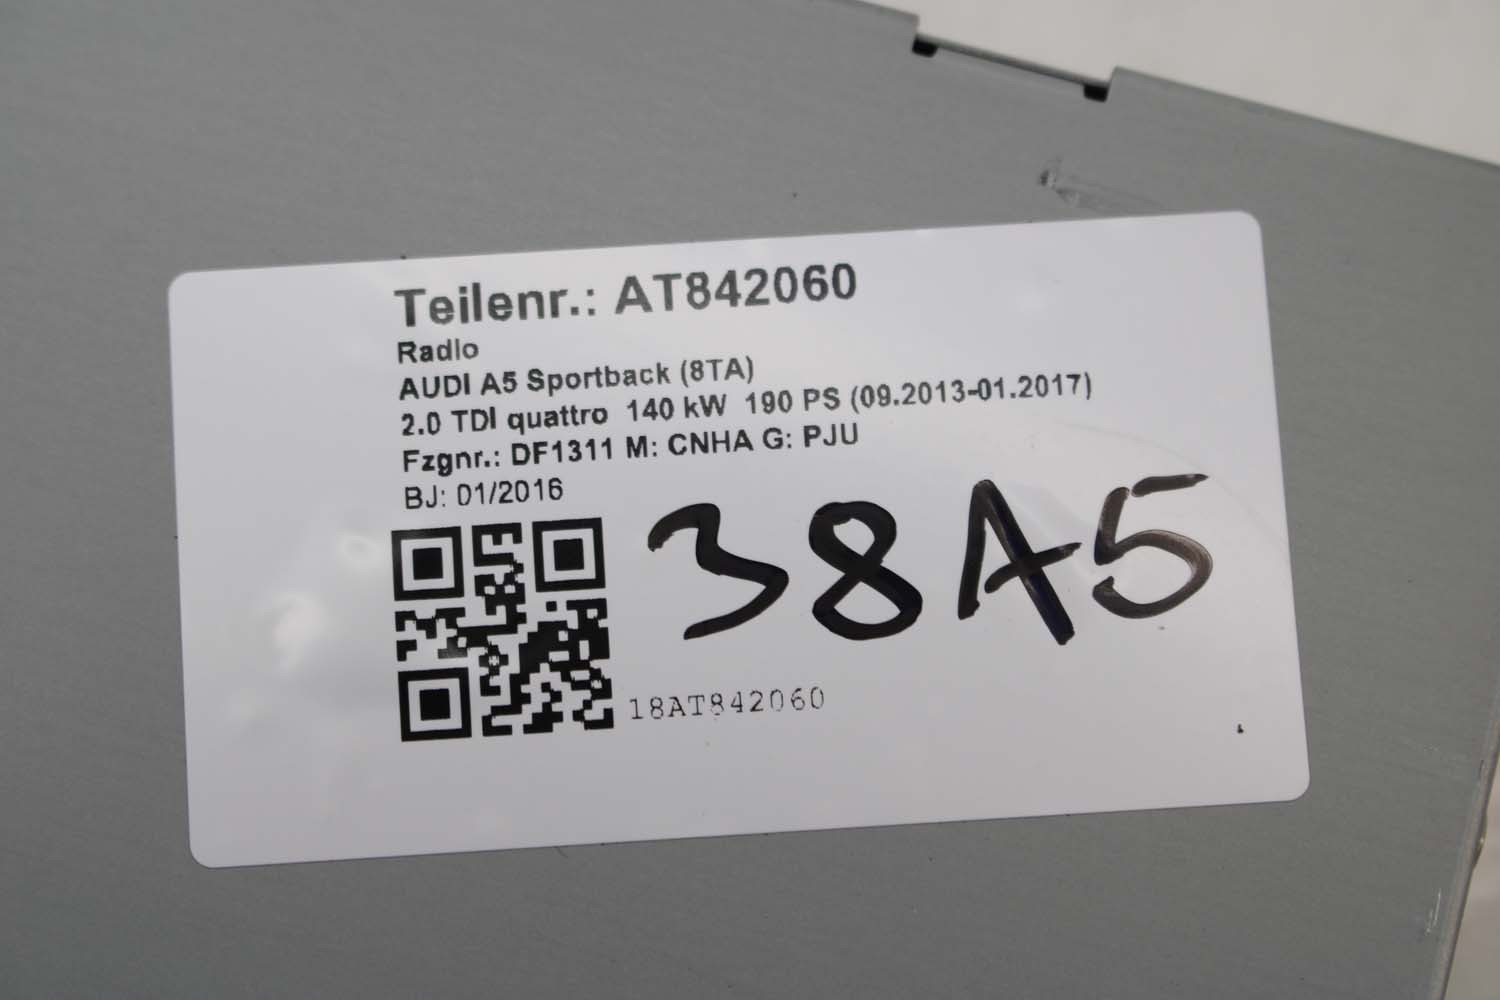 Teilenr.: AT842060
Radio
AUDI A5 Sportback (8TA)
2.0 TDI quattro 140 kW 190 PS (09.2013-01.2017)
Fzgnr.: DF1311 M: CNHA G: PJU
BJ: 01/2016
38A5
18AT842060